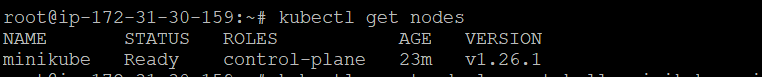 root@ip-172-31-30-159:~# kubectl get nodes
NAME STATUS ROLES AGE VERSION
minikube Ready control-plane 23m v1.26.1